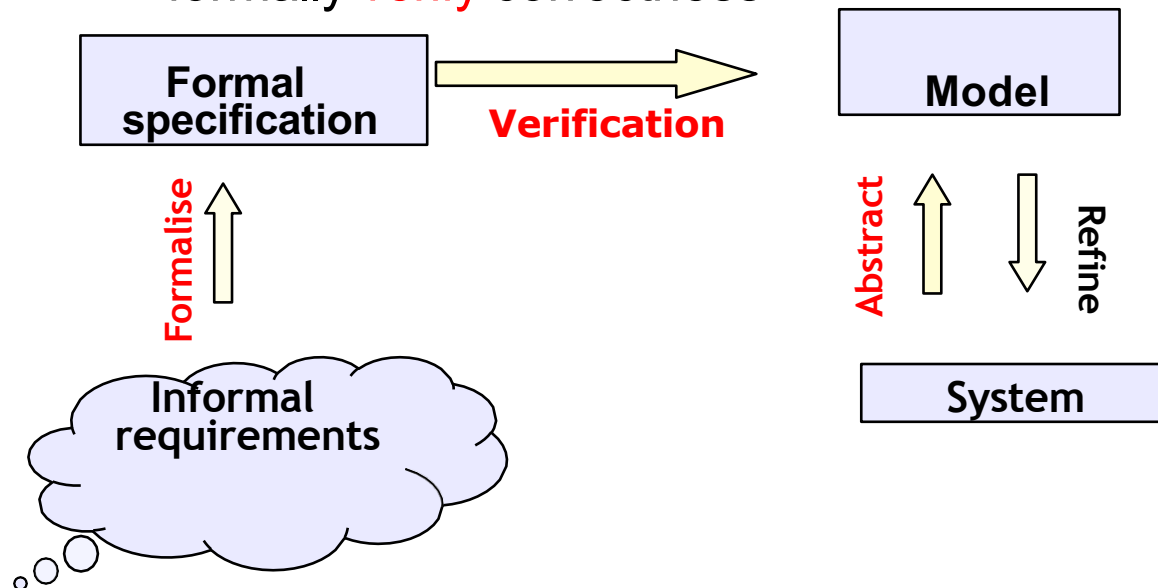 Formal
specification
Verification
Model
Formalise
Abstract
Refine
Informal
requirements
System